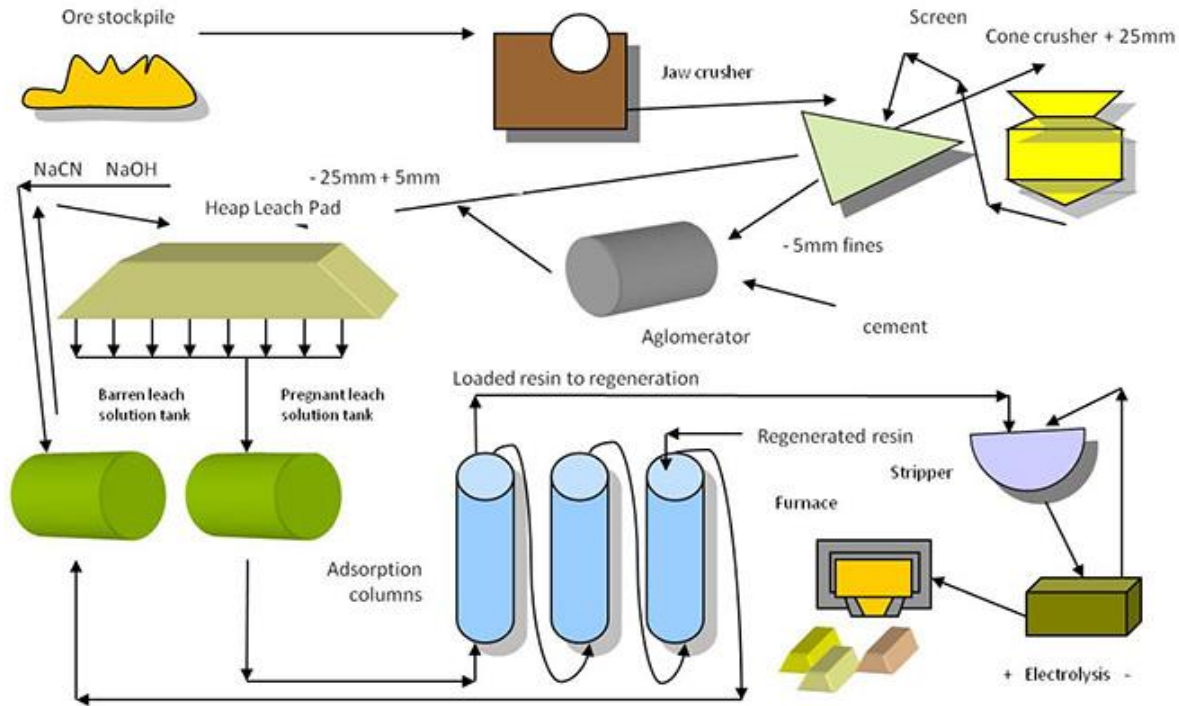 Ore stockpile
Screen
Cone crusher + 25mm
Jaw crusher
NaCN NaOH
- 25mm + 5mm
Heap Leach Pad
- 5mm fines
cement
Aglomerator
Loaded resin to regeneration
Barren leach
solution tank
Pregnant leach
solution tank
Regenerated resin
Stripper
Furnace
Adsorption
columns
+ Electrolysis -